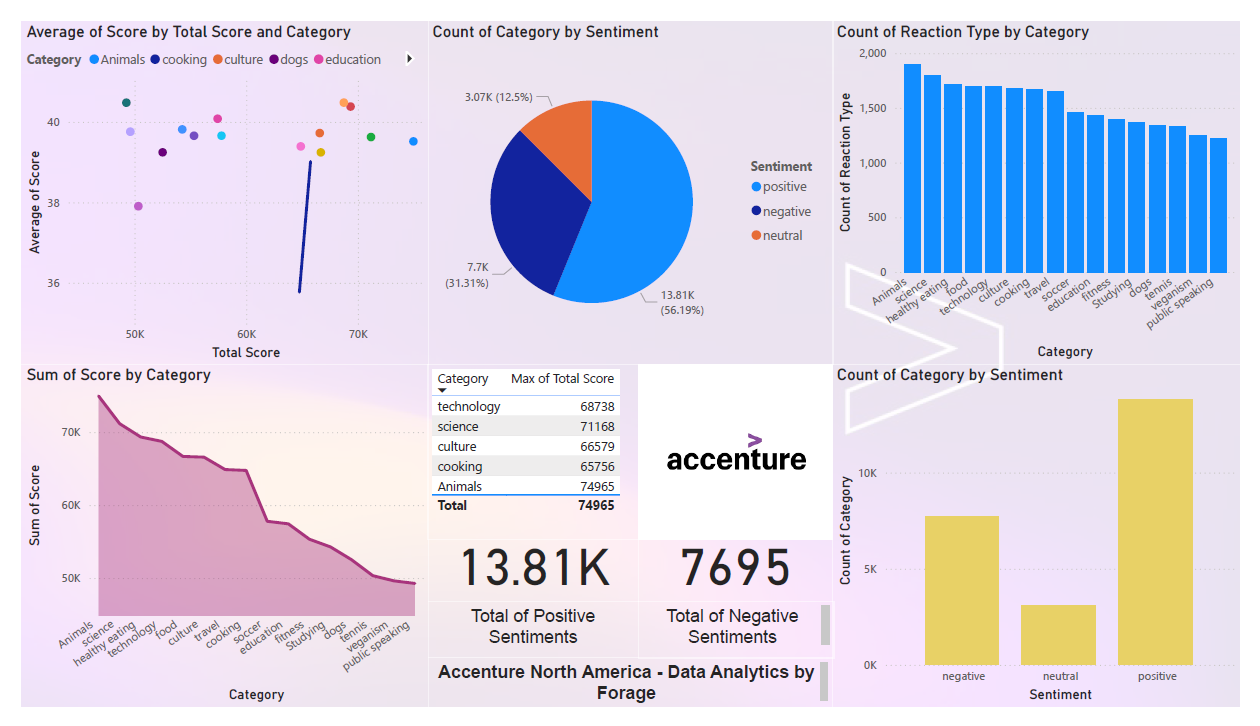 Average of Score by Total Score and Category
Category Animals cooking culture dogs education
40
38
36
Average of Score
50K 60K 70K
Total Score
Count of Category by Sentiment
3.07K (12.5%)
7.7K
(31.31%)
13.81K
(56.19%)
Sentiment
positive
negative
neutral
Count of Reaction Type by Category
2,000
1,500
1,000
500
0
Count of Reaction Type
Animals
science
healthy eating
food
technology
culture
cooking
travel
soccer
education
fitness
Studying
dogs
tennis
veganism
public speaking
Category
Sum of Score by Category
70K
60K
50K
Sum of Score
Animals
science
healthy eating
technology
food
culture
travel
cooking
soccer
education
fitness
Studying
dogs
tennis
veganism
public speaking
Category
Category Max of Total Score
technology 68738
science 71168
culture 66579
cooking 65756
Animals 74965
Total 74965
accenture
13.81K
Total of Positive
Sentiments
7695
Total of Negative
Sentiments
Accenture North America - Data Analytics by
Forage
Count of Category by Sentiment
10K
5K
0K
Count of Category
negative neutral positive
Sentiment